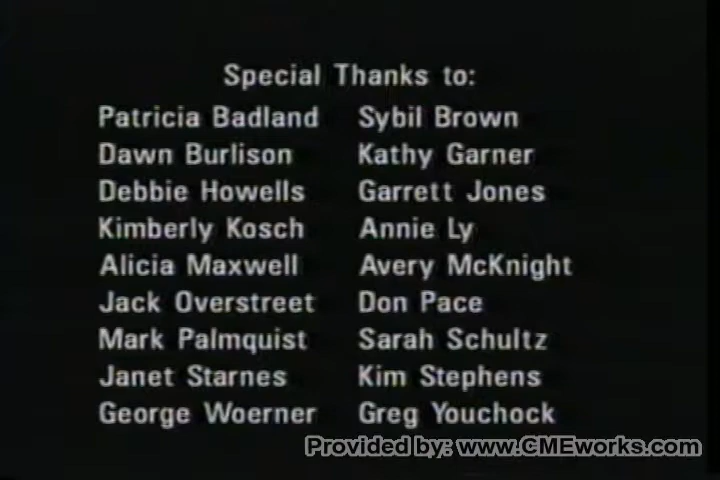 Special Thanks to:
Patricia Badland Sybil Brown
Dawn Burlison Kathy Garner
Debbie Howells Garrett Jones
Kimberly Kosch Annie Ly
Alicia Maxwell Avery McKnight
Jack Overstreet Don Pace
Mark Palmquist Sarah Schultz
Janet Starnes Kim Stephens
George Woerner Greg Youchock
Provided by: www.CMEworks.com